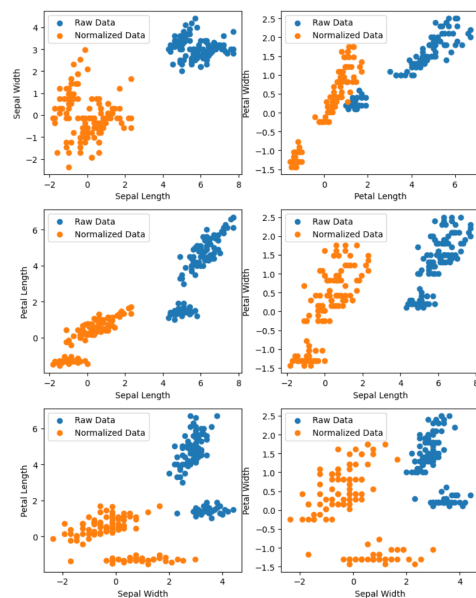 Raw Data
Normalized Data
Sepal Width
4
3
2
1
0
−1
−2
−2 0 2 4 6 8
Sepal Length
Raw Data
Normalized Data
Petal Width
2.5
2.0
1.5
1.0
0.5
0.0
−0.5
−1.0
−1.5
−2 0 2 4 6
Petal Length
Raw Data
Normalized Data
Petal Length
6
4
2
0
−2 0 2 4 6 8
Sepal Length
Raw Data
Normalized Data
Petal Width
2.5
2.0
1.5
1.0
0.5
0.0
−0.5
−1.0
−1.5
−2 0 2 4 6
Sepal Length
Raw Data
Normalized Data
Petal Length
6
4
2
0
−2 0 2 4
Sepal Width
Raw Data
Normalized Data
Petal Width
2.5
2.0
1.5
1.0
0.5
0.0
−0.5
−1.0
−1.5
−2 0 2 4
Sepal Width